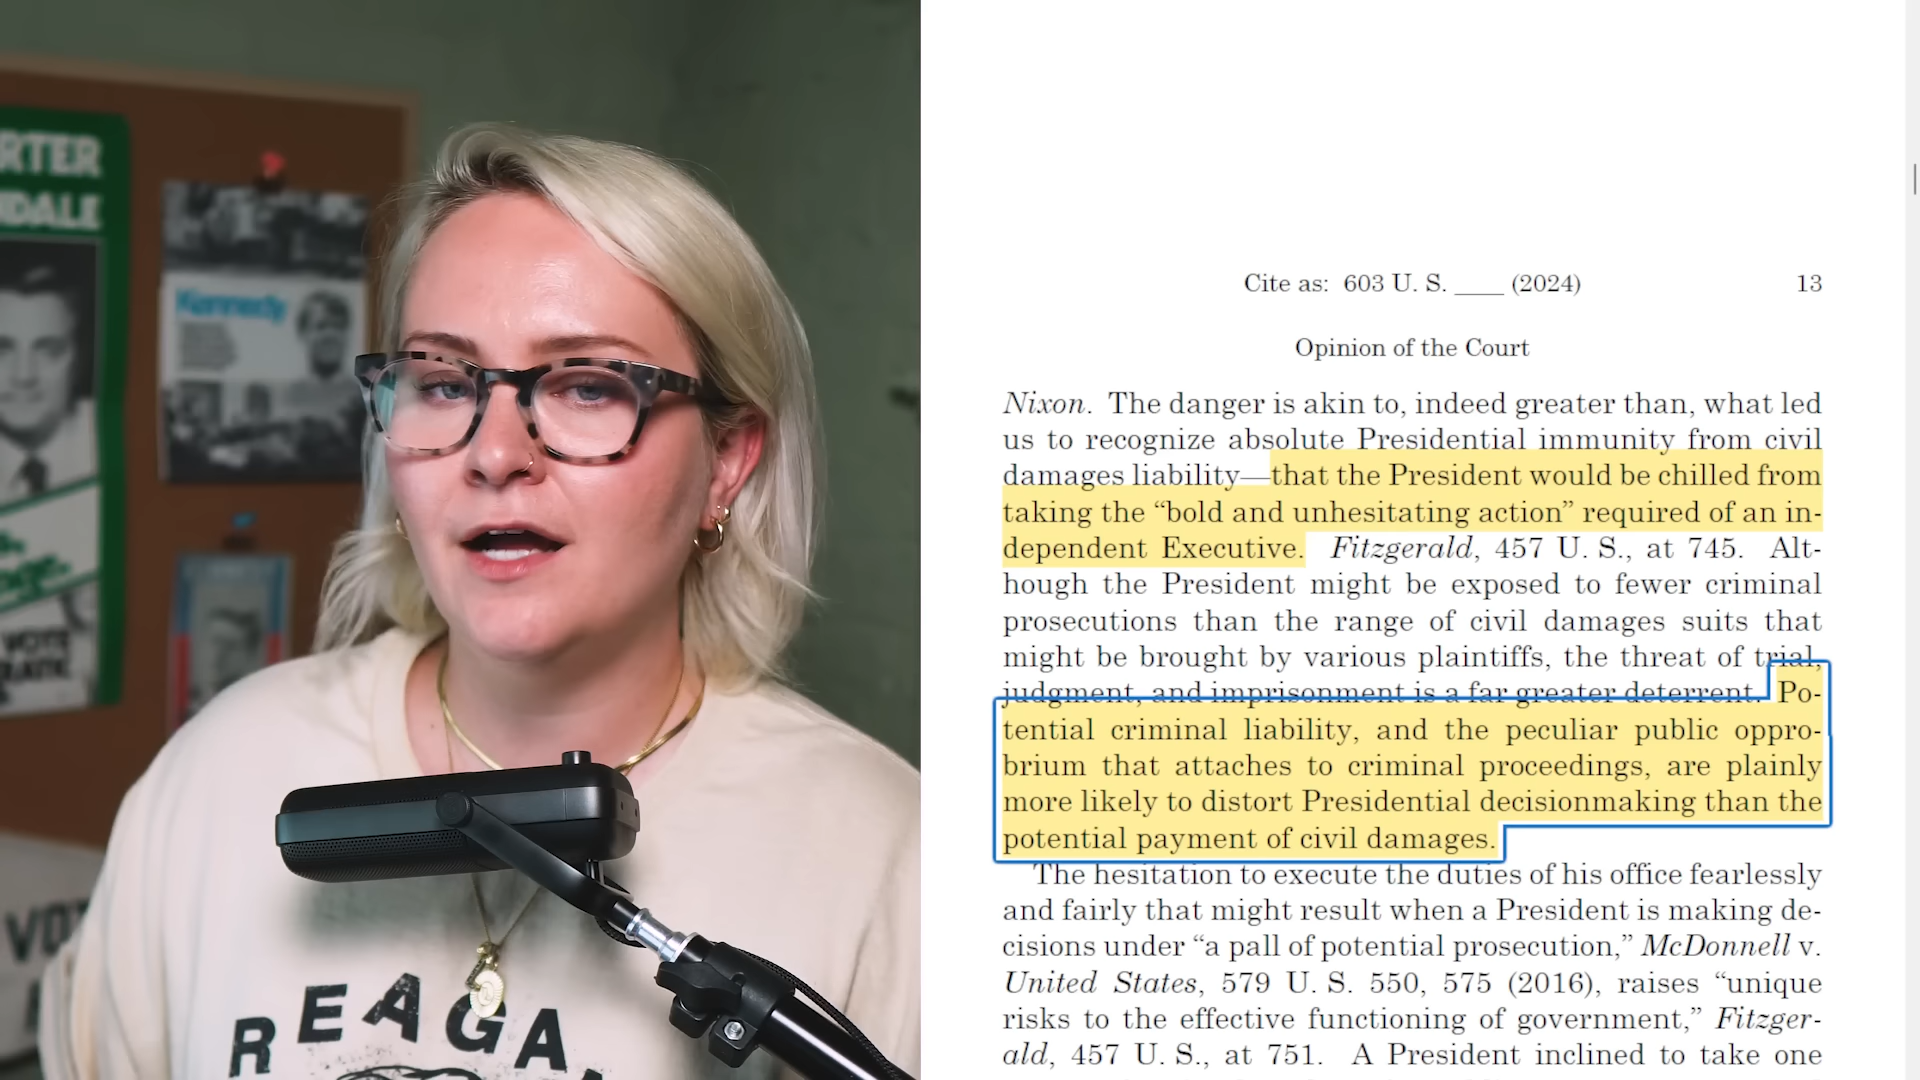 RTER
DALE
Kennedy
VOTE
VOT
REAGA
Cite as: 603 U. S. ____ (2024) 13
Opinion of the Court
Nixon. The danger is akin to, indeed greater than, what led
us to recognize absolute Presidential immunity from civil
damages liability—that the President would be chilled from
taking the “bold and unhesitating action” required of an in-
dependent Executive. Fitzgerald, 457 U. S., at 745. Alt-
hough the President might be exposed to fewer criminal
prosecutions than the range of civil damages suits that
might be brought by various plaintiffs, the threat of trial,
judgment, and imprisonment is a far greater deterrent. Po-
tential criminal liability, and the peculiar public oppro-
brium that attaches to criminal proceedings, are plainly
more likely to distort Presidential decisionmaking than the
potential payment of civil damages.
The hesitation to execute the duties of his office fearlessly
and fairly that might result when a President is making de-
cisions under “a pall of potential prosecution,” McDonnell v.
United States, 579 U. S. 550, 575 (2016), raises “unique
risks to the effective functioning of government,” Fitzger-
ald, 457 U. S., at 751. A President inclined to take one